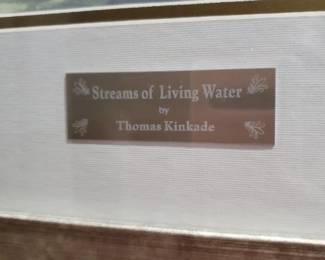 Streams of Living Water
by
Thomas Kinkade